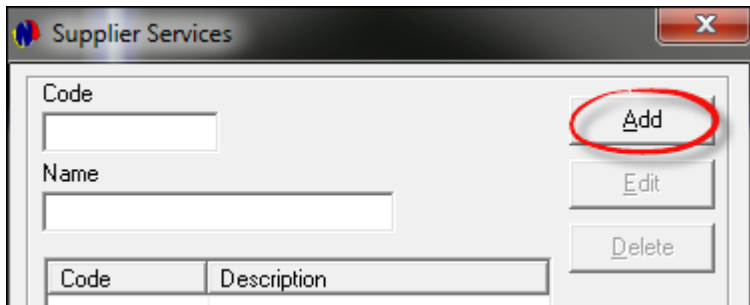 Supplier Services
Code
Add
Name
Edit
Delete
Code Description